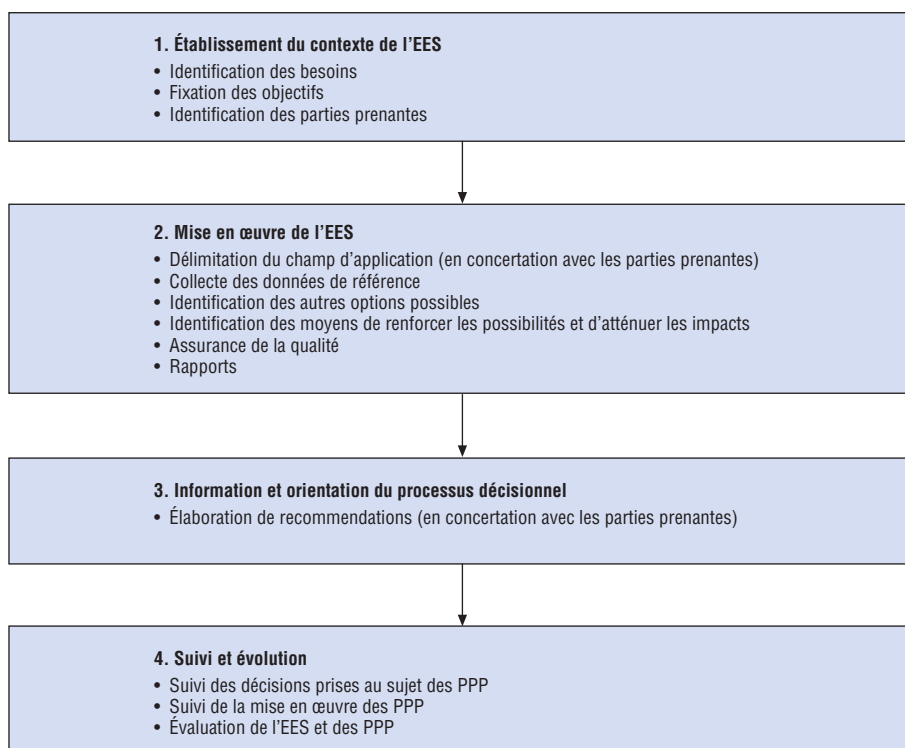 1. Établissement du contexte de l’EES
• Identification des besoins
• Fixation des objectifs
• Identification des parties prenantes
2. Mise en œuvre de l’EES
• Délimitation du champ d’application (en concertation avec les parties prenantes)
• Collecte des données de référence
• Identification des autres options possibles
• Identification des moyens de renforcer les possibilités et d’atténuer les impacts
• Assurance de la qualité
• Rapports
3. Information et orientation du processus décisionnel
• Élaboration de recommendations (en concertation avec les parties prenantes)
4. Suivi et évolution
• Suivi des décisions prises au sujet des PPP
• Suivi de la mise en œuvre des PPP
• Évaluation de l’EES et des PPP